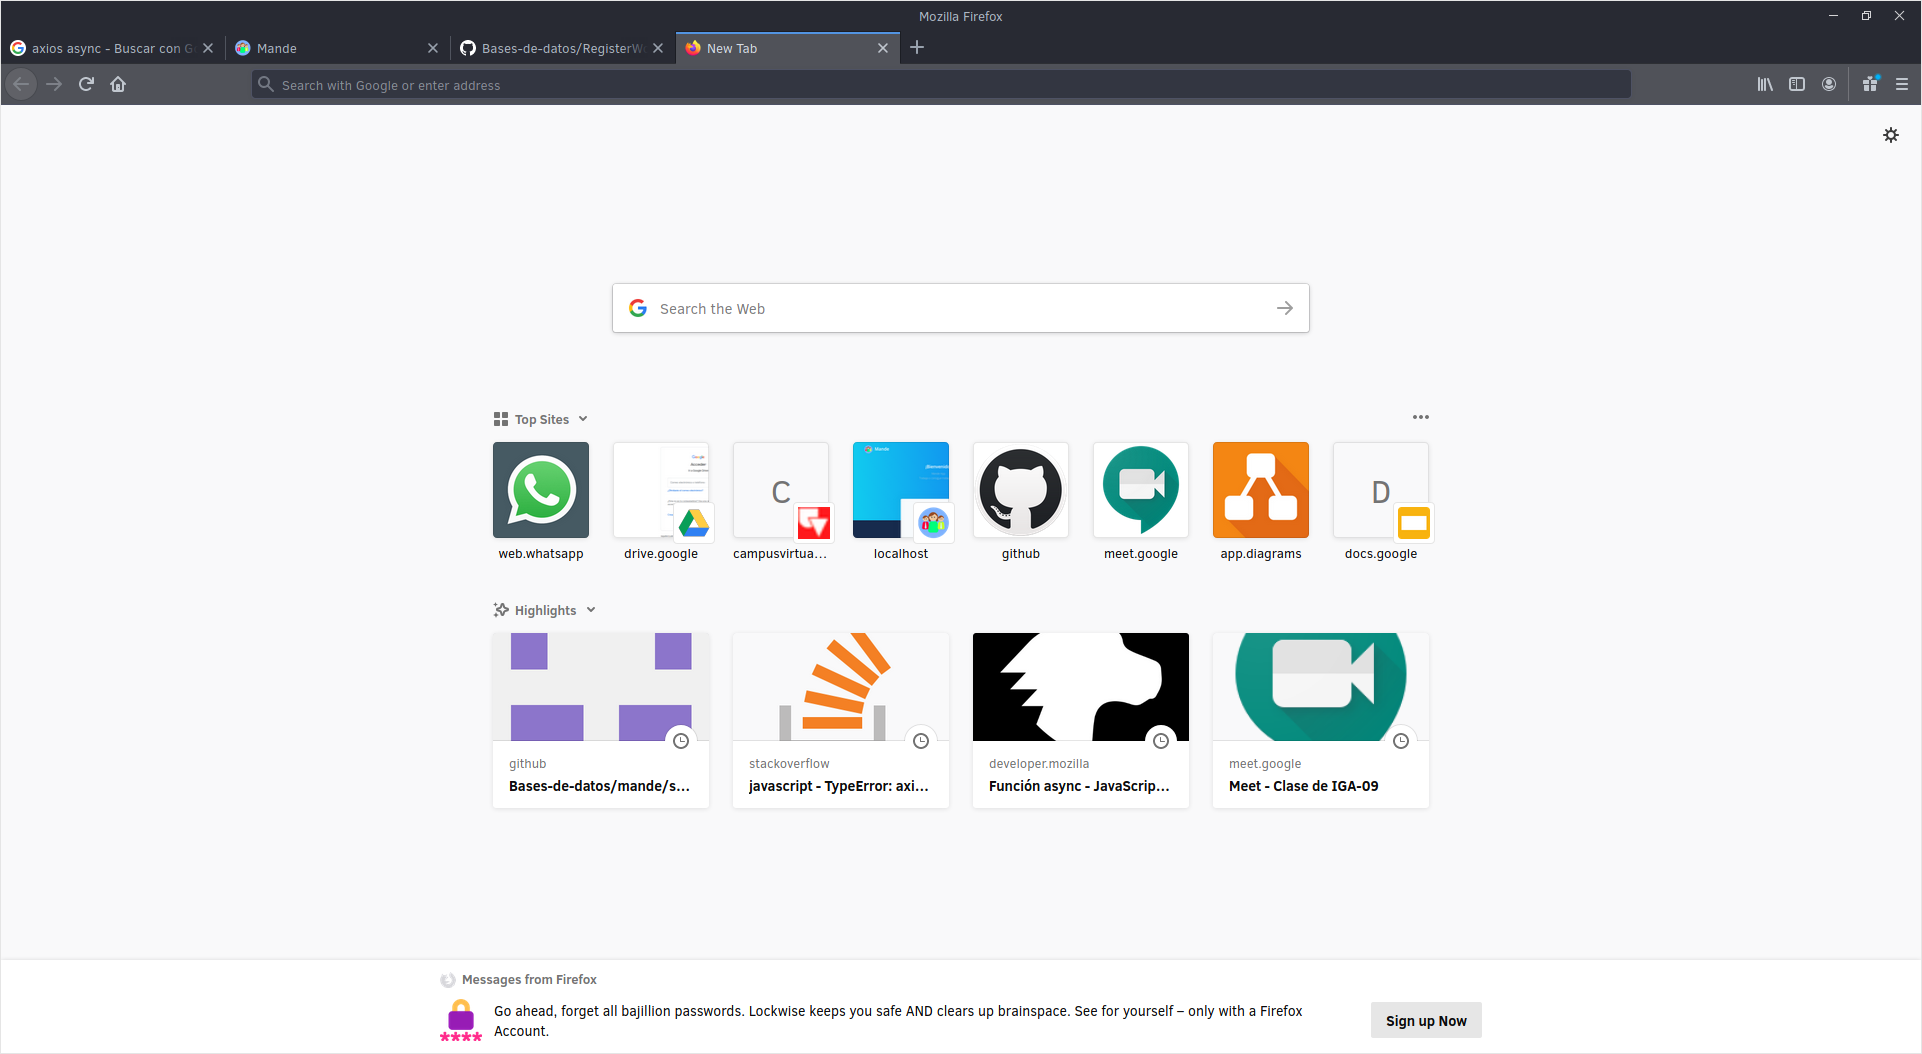 Mozilla Firefox
axios async - Buscar con G
Mande
Bases-de-datos/RegisterW
New Tab
Search with Google or enter address
Search the Web
Top Sites
Google
Acceder
Mande
¡Bienvenido
C
D
web.whatsapp
drive.google
campusvirtua...
localhost
github
meet.google
app.diagrams
docs.google
Highlights
github
Bases-de-datos/mande/s...
stackoverflow
javascript - TypeError: axi...
developer.mozilla
Función async - JavaScrip...
meet.google
Meet - Clase de IGA-09
Messages from Firefox
Go ahead, forget all bajillion passwords. Lockwise keeps you safe AND clears up brainspace. See for yourself – only with a Firefox
Account.
Sign up Now